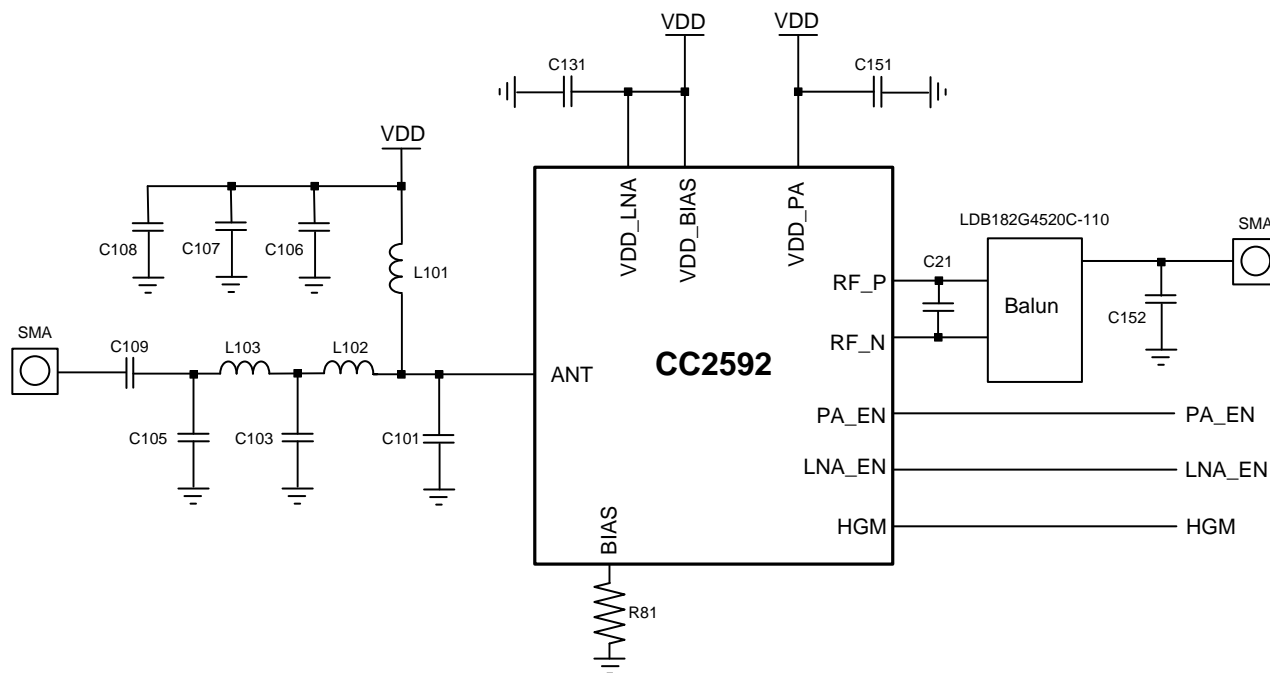 VDD
VDD
C131
C151
VDD
VDD_LNA
VDD_BIAS
VDD_PA
LDB182G4520C-110
SMA
C108
C107
C106
L101
RF_P
C21
Balun
C152
RF_N
SMA
C109
L103
L102
ANT
CC2592
C105
C103
C101
PA_EN
PA_EN
LNA_EN
LNA_EN
BIAS
HGM
HGM
R81